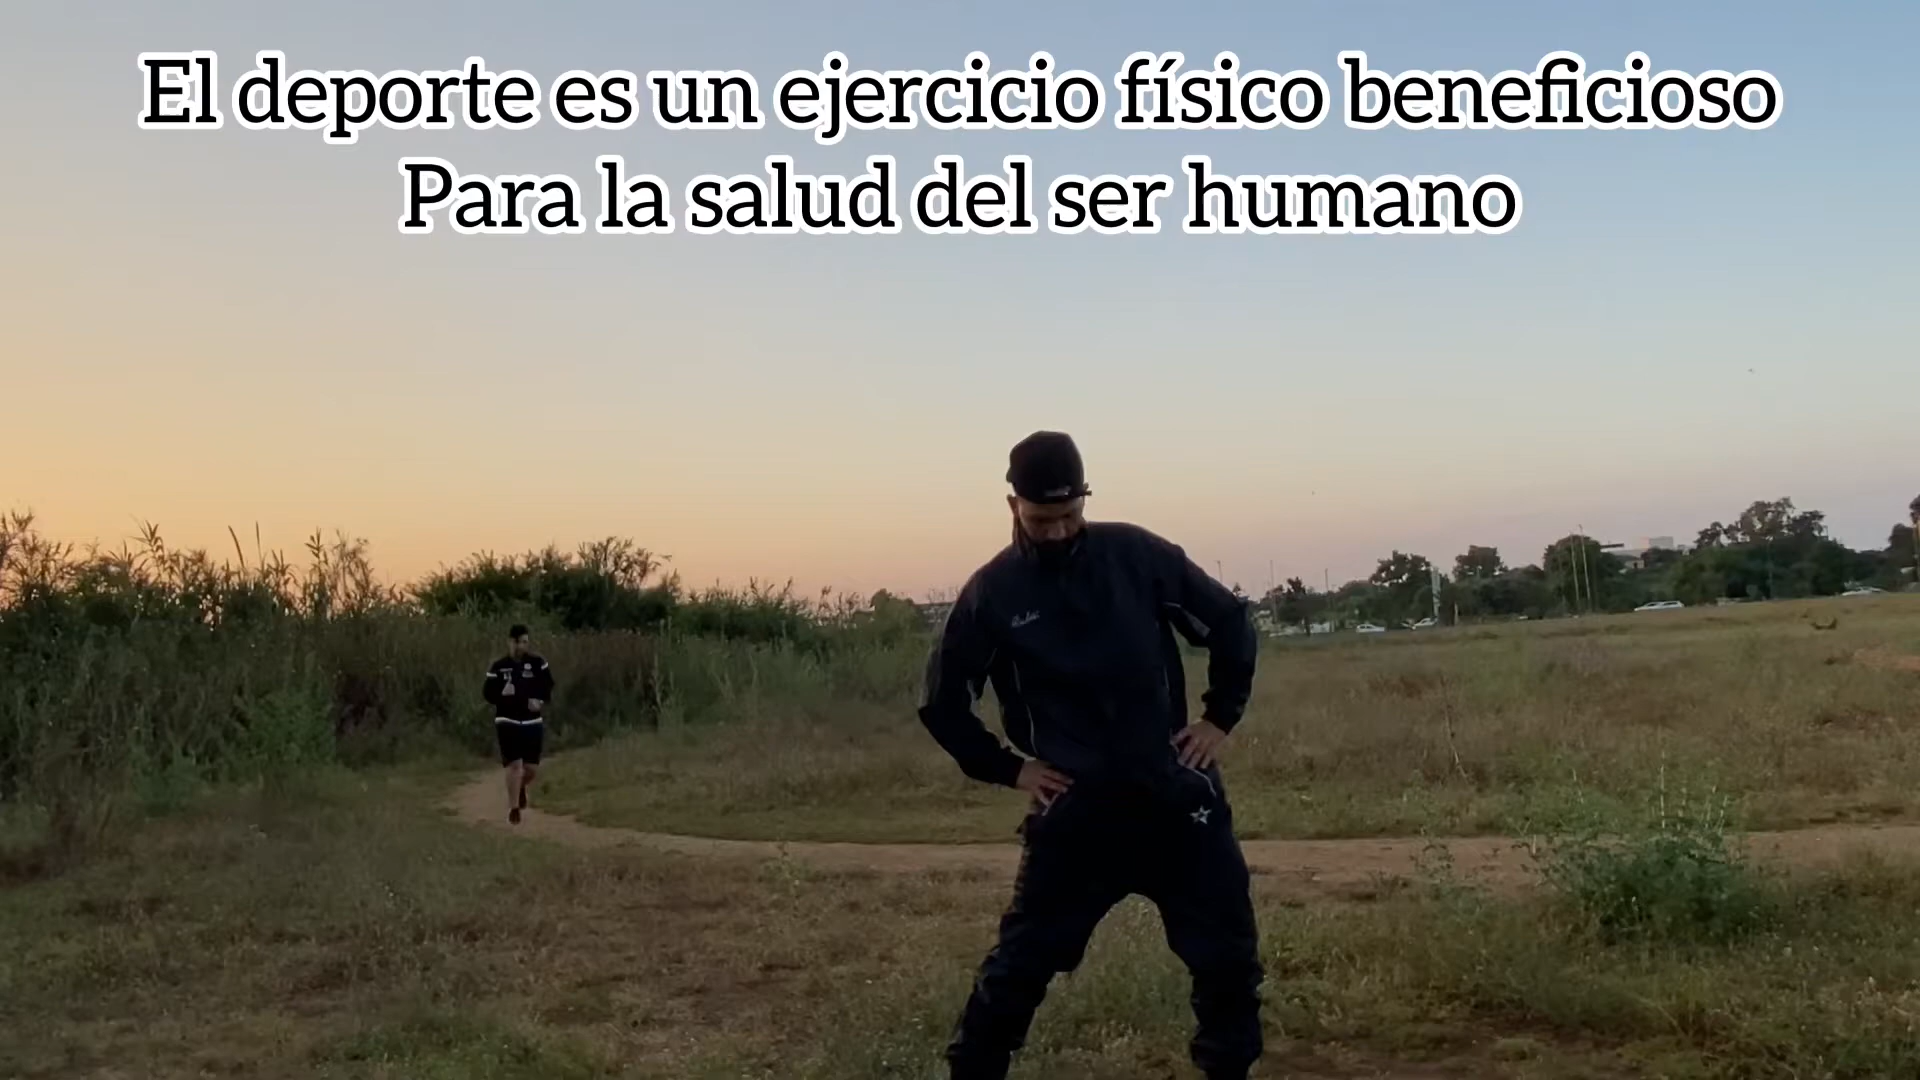 El deporte es un ejercicio físico beneficioso
Para la salud del ser humano